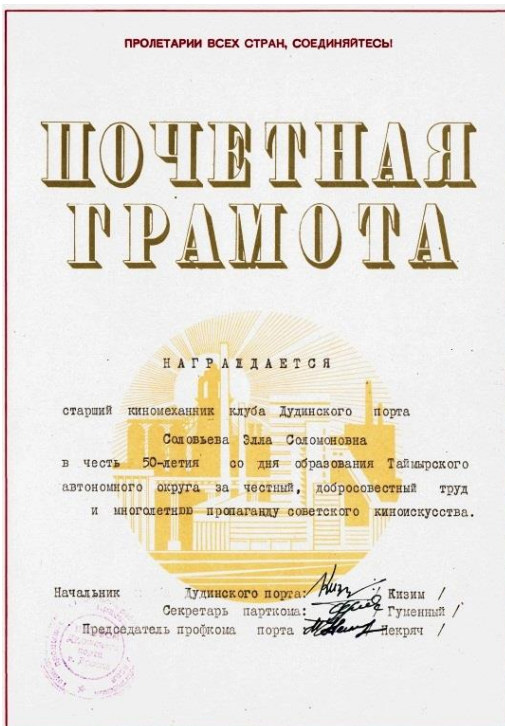 ПРОЛЕТАРИИ ВСЕХ СТРАН, СОЕДИНЯЙТЕСЬ!
ПОЧЕТНАЯ
ГРАМОТА
НАГРАЖДАЕТСЯ
старший киномеханник клуба Дудинского порта
Соловьева Элла Соломоновна
в честь 50-летия со дня образования Таймырского
автономного округа за честный, добросовестный труд
и многолетнюю пропаганду советского киноискусства.
Начальник Дудинского порта: / Кизим /
Секретарь парткома: / Гуменный /
Председатель профкома порта / Некряч /